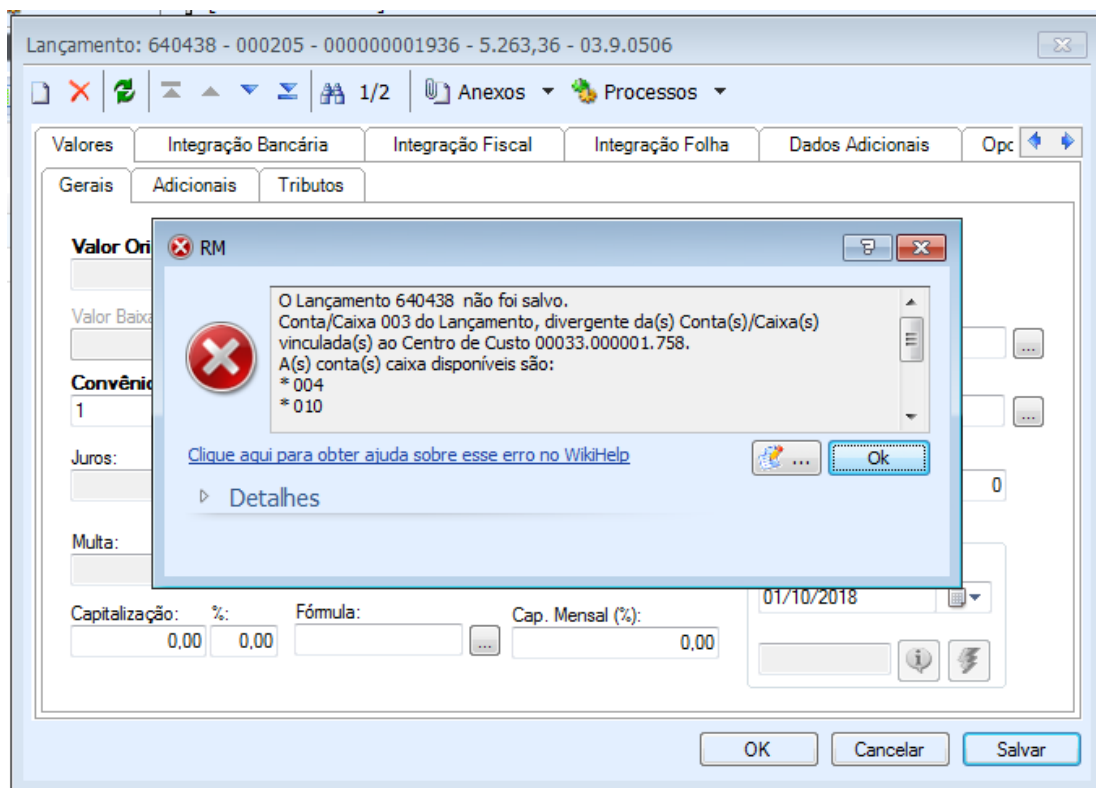 Lançamento: 640438 - 000205 - 000000001936 - 5.263,36 - 03.9.0506
1/2 Anexos Processos
Valores Integração Bancária Integração Fiscal Integração Folha Dados Adicionais Opc
Gerais Adicionais Tributos
Valor Ori
RM
O Lançamento 640438 não foi salvo.
Conta/Caixa 003 do Lançamento, divergente da(s) Conta(s)/Caixa(s)
vinculada(s) ao Centro de Custo 00033.000001.758.
A(s) conta(s) caixa disponíveis são:
* 004
* 010
Valor Baixa
...
Convênio
1
...
Clique aqui para obter ajuda sobre esse erro no WikiHelp
... Ok
Juros:
0
Detalhes
Multa:
01/10/2018
Capitalização: %: Fórmula: Cap. Mensal (%):
0,00 0,00 ... 0,00
OK Cancelar Salvar